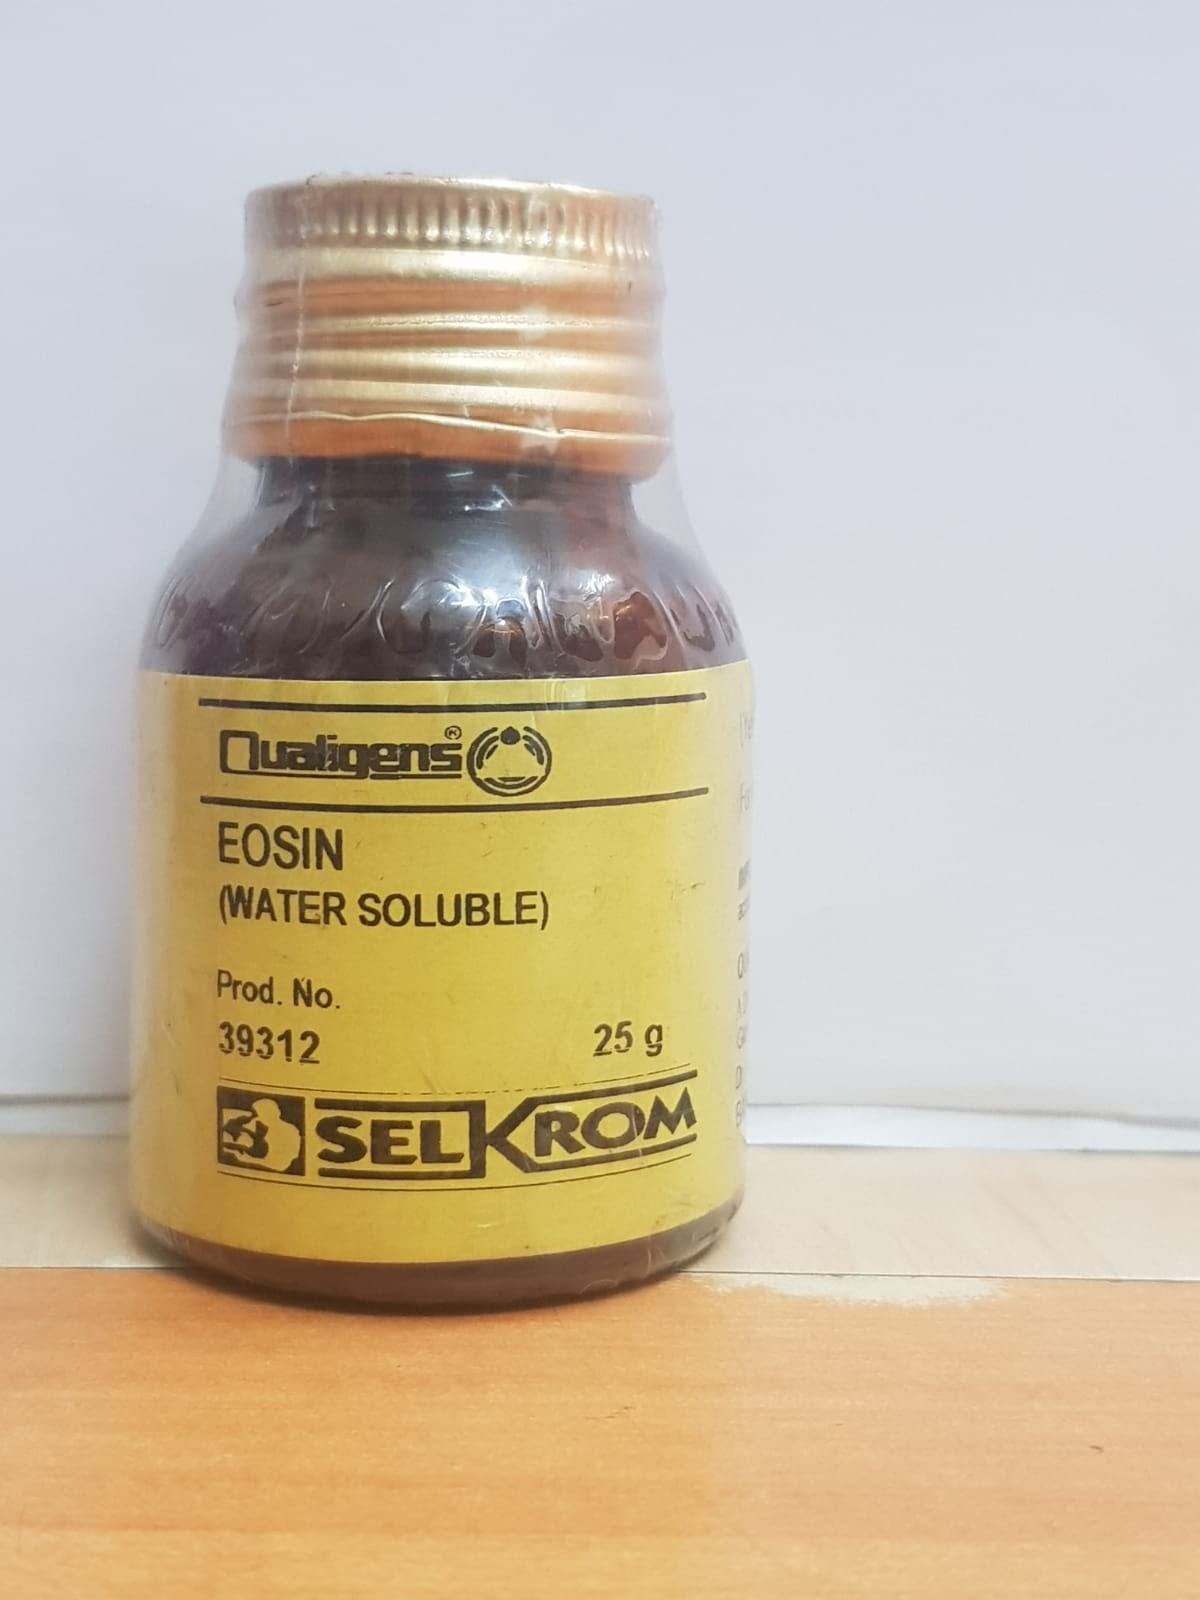 Qualigens®
EOSIN
(WATER SOLUBLE)
Prod. No.
39312 25 g
SELKROM